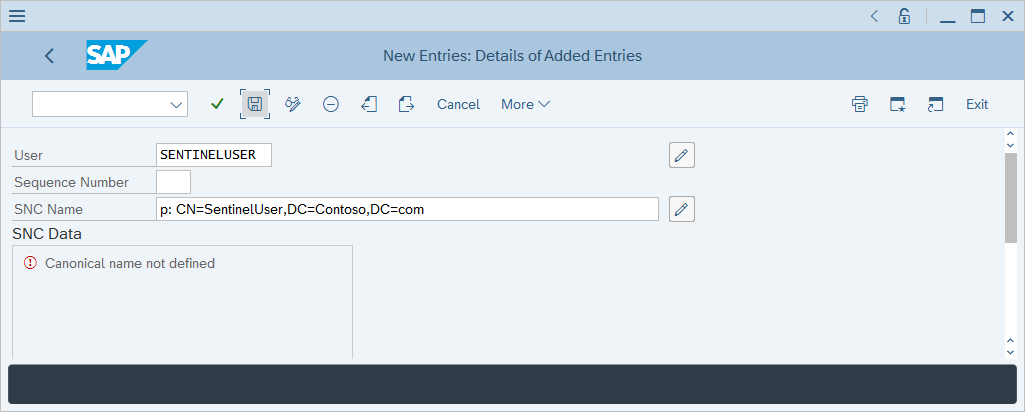 SAP New Entries: Details of Added Entries
Cancel More Exit
User SENTINELUSER
Sequence Number
SNC Name p: CN=SentinelUser,DC=Contoso,DC=com
SNC Data
Canonical name not defined